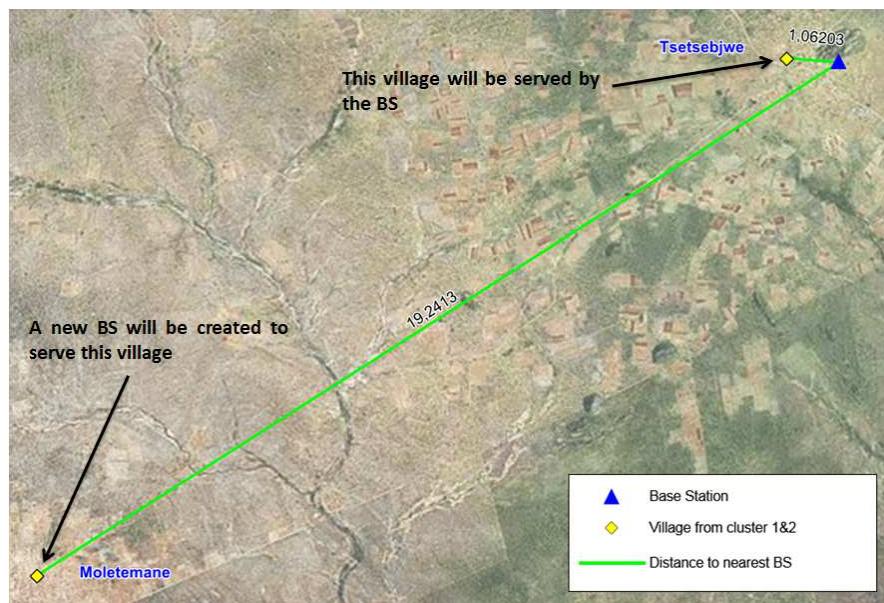 Tsetsebjwe
1,06203
This village will be served by
the BS
19,2413
A new BS will be created to
serve this village
Moletemane
Base Station
Village from cluster 1&2
Distance to nearest BS